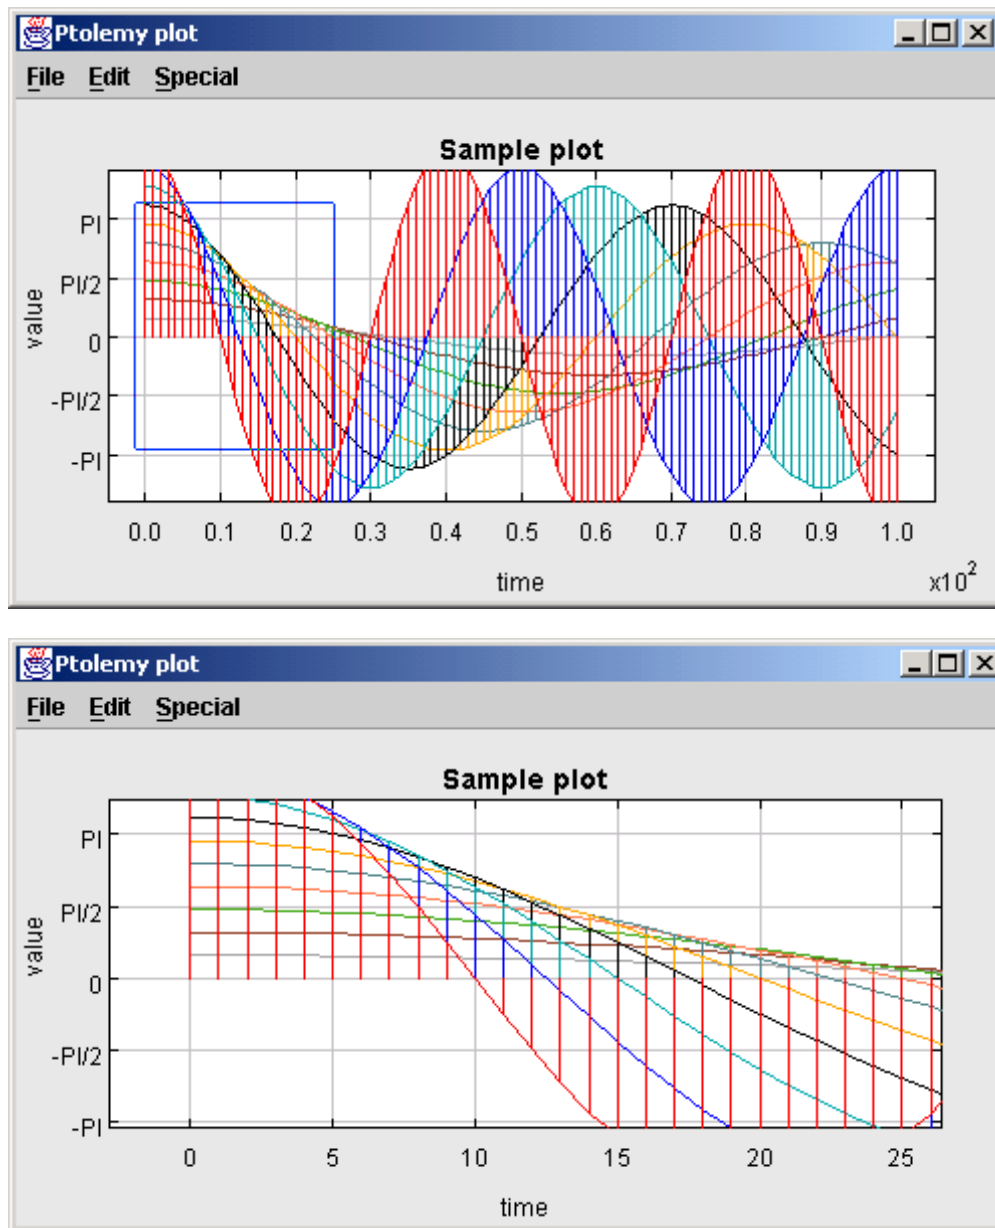 Ptolemy plot
File Edit Special
Sample plot
PI
PI/2
0
-PI/2
-PI
value
0.0 0.1 0.2 0.3 0.4 0.5 0.6 0.7 0.8 0.9 1.0
time
x10²
Ptolemy plot
File Edit Special
Sample plot
PI
PI/2
0
-PI/2
-PI
value
0 5 10 15 20 25
time